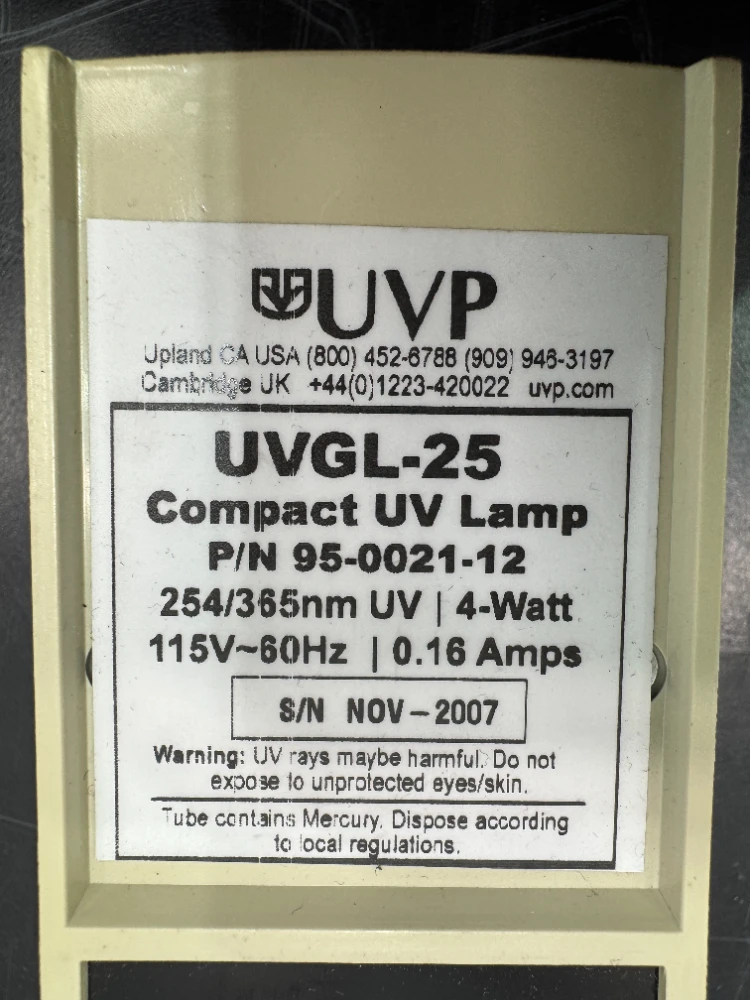 UVP
Upland CA USA (800) 452-6788 (909) 946-3197
Cambridge UK +44(0)1223-420022 uvp.com
UVGL-25
Compact UV Lamp
P/N 95-0021-12
254/365nm UV | 4-Watt
115V~60Hz | 0.16 Amps
S/N NOV-2007
Warning: UV rays maybe harmful. Do not
expose to unprotected eyes/skin.
Tube contains Mercury. Dispose according
to local regulations.